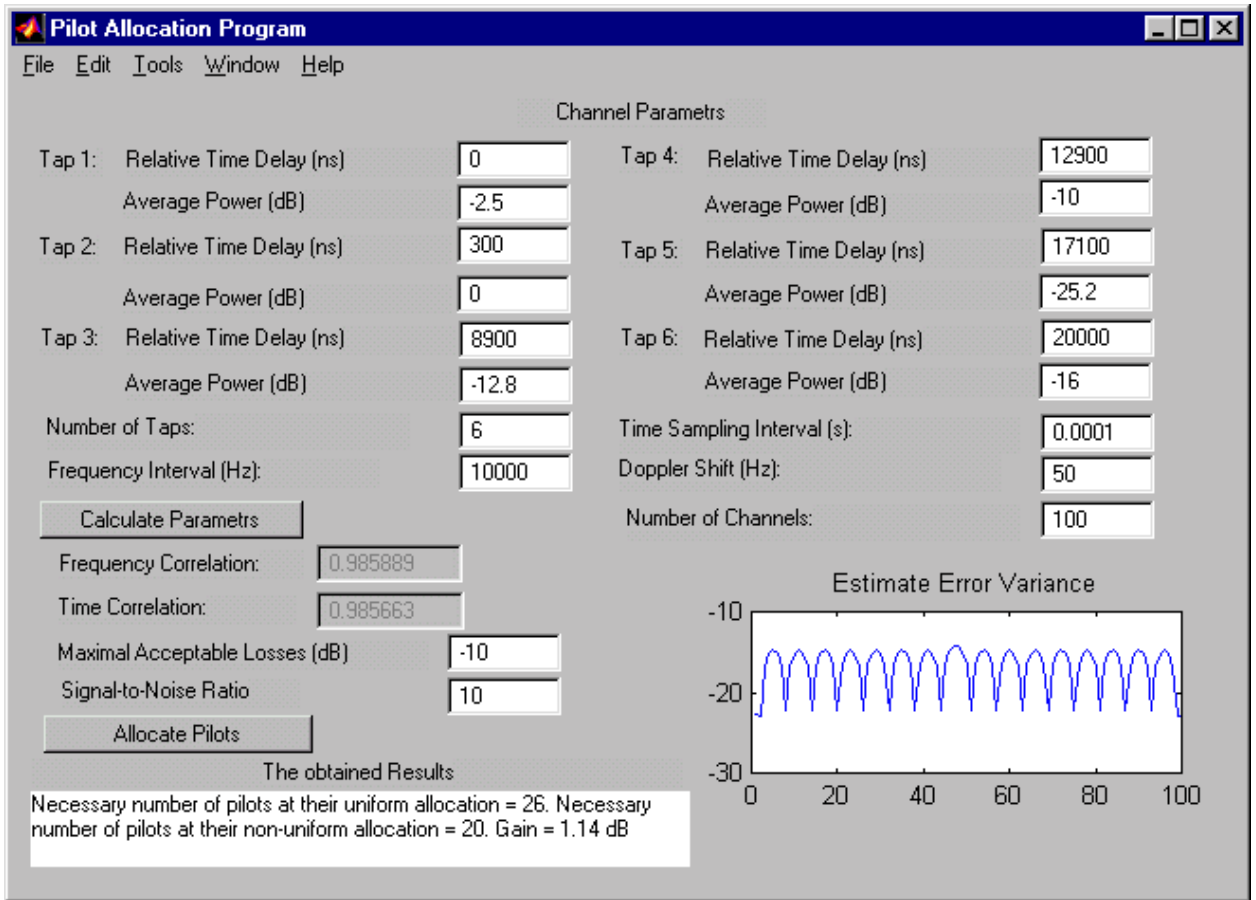 Pilot Allocation Program
File Edit Tools Window Help
Channel Parametrs
Tap 1: Relative Time Delay (ns) 0
Average Power (dB) -2.5
Tap 2: Relative Time Delay (ns) 300
Average Power (dB) 0
Tap 3: Relative Time Delay (ns) 8900
Average Power (dB) -12.8
Number of Taps: 6
Frequency Interval (Hz): 10000
Tap 4: Relative Time Delay (ns) 12900
Average Power (dB) -10
Tap 5: Relative Time Delay (ns) 17100
Average Power (dB) -25.2
Tap 6: Relative Time Delay (ns) 20000
Average Power (dB) -16
Time Sampling Interval (s): 0.0001
Doppler Shift (Hz): 50
Number of Channels: 100
Calculate Parametrs
Frequency Correlation: 0.985889
Time Correlation: 0.985663
Maximal Acceptable Losses (dB) -10
Signal-to-Noise Ratio 10
Allocate Pilots
The obtained Results
Necessary number of pilots at their uniform allocation = 26. Necessary
number of pilots at their non-uniform allocation = 20. Gain = 1.14 dB
Estimate Error Variance
-10
-20
-30
0 20 40 60 80 100